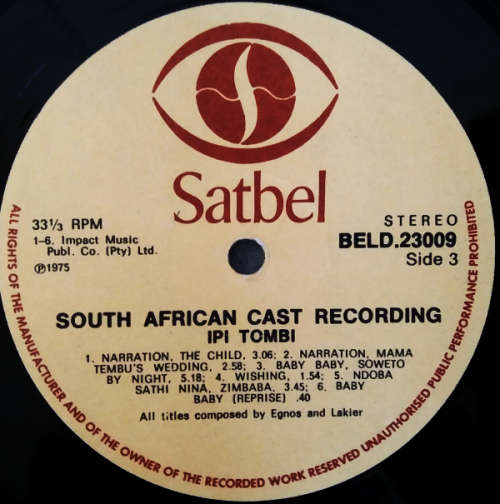 Satbel
33⅓ RPM
1–6. Impact Music
Publ. Co. (Pty) Ltd.
℗1975
STEREO
BELD.23009
Side 3
SOUTH AFRICAN CAST RECORDING
IPI TOMBI
1. NARRATION, THE CHILD, 3.06; 2. NARRATION, MAMA
TEMBU'S WEDDING, 2.58; 3. BABY BABY, SOWETO
BY NIGHT, 5.18; 4. WISHING, 1.54; 5. NDOBA
SATHI NINA, ZIMBABA, 3.45; 6. BABY
BABY (REPRISE) .40
All titles composed by Egnos and Lakier
ALL RIGHTS OF THE MANUFACTURER AND OF THE OWNER OF THE RECORDED WORK RESERVED UNAUTHORISED PUBLIC PERFORMANCE PROHIBITED